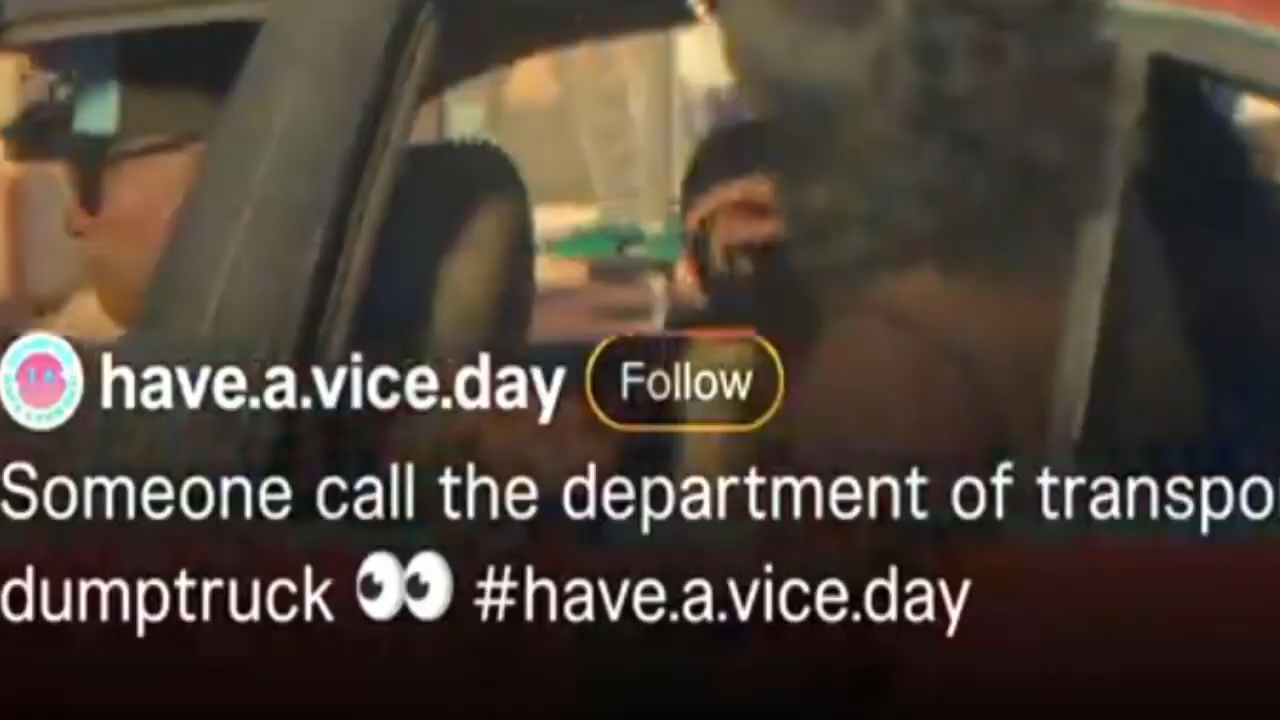 have.a.vice.day Follow
Someone call the department of transpo
dumptruck 👀 #have.a.vice.day